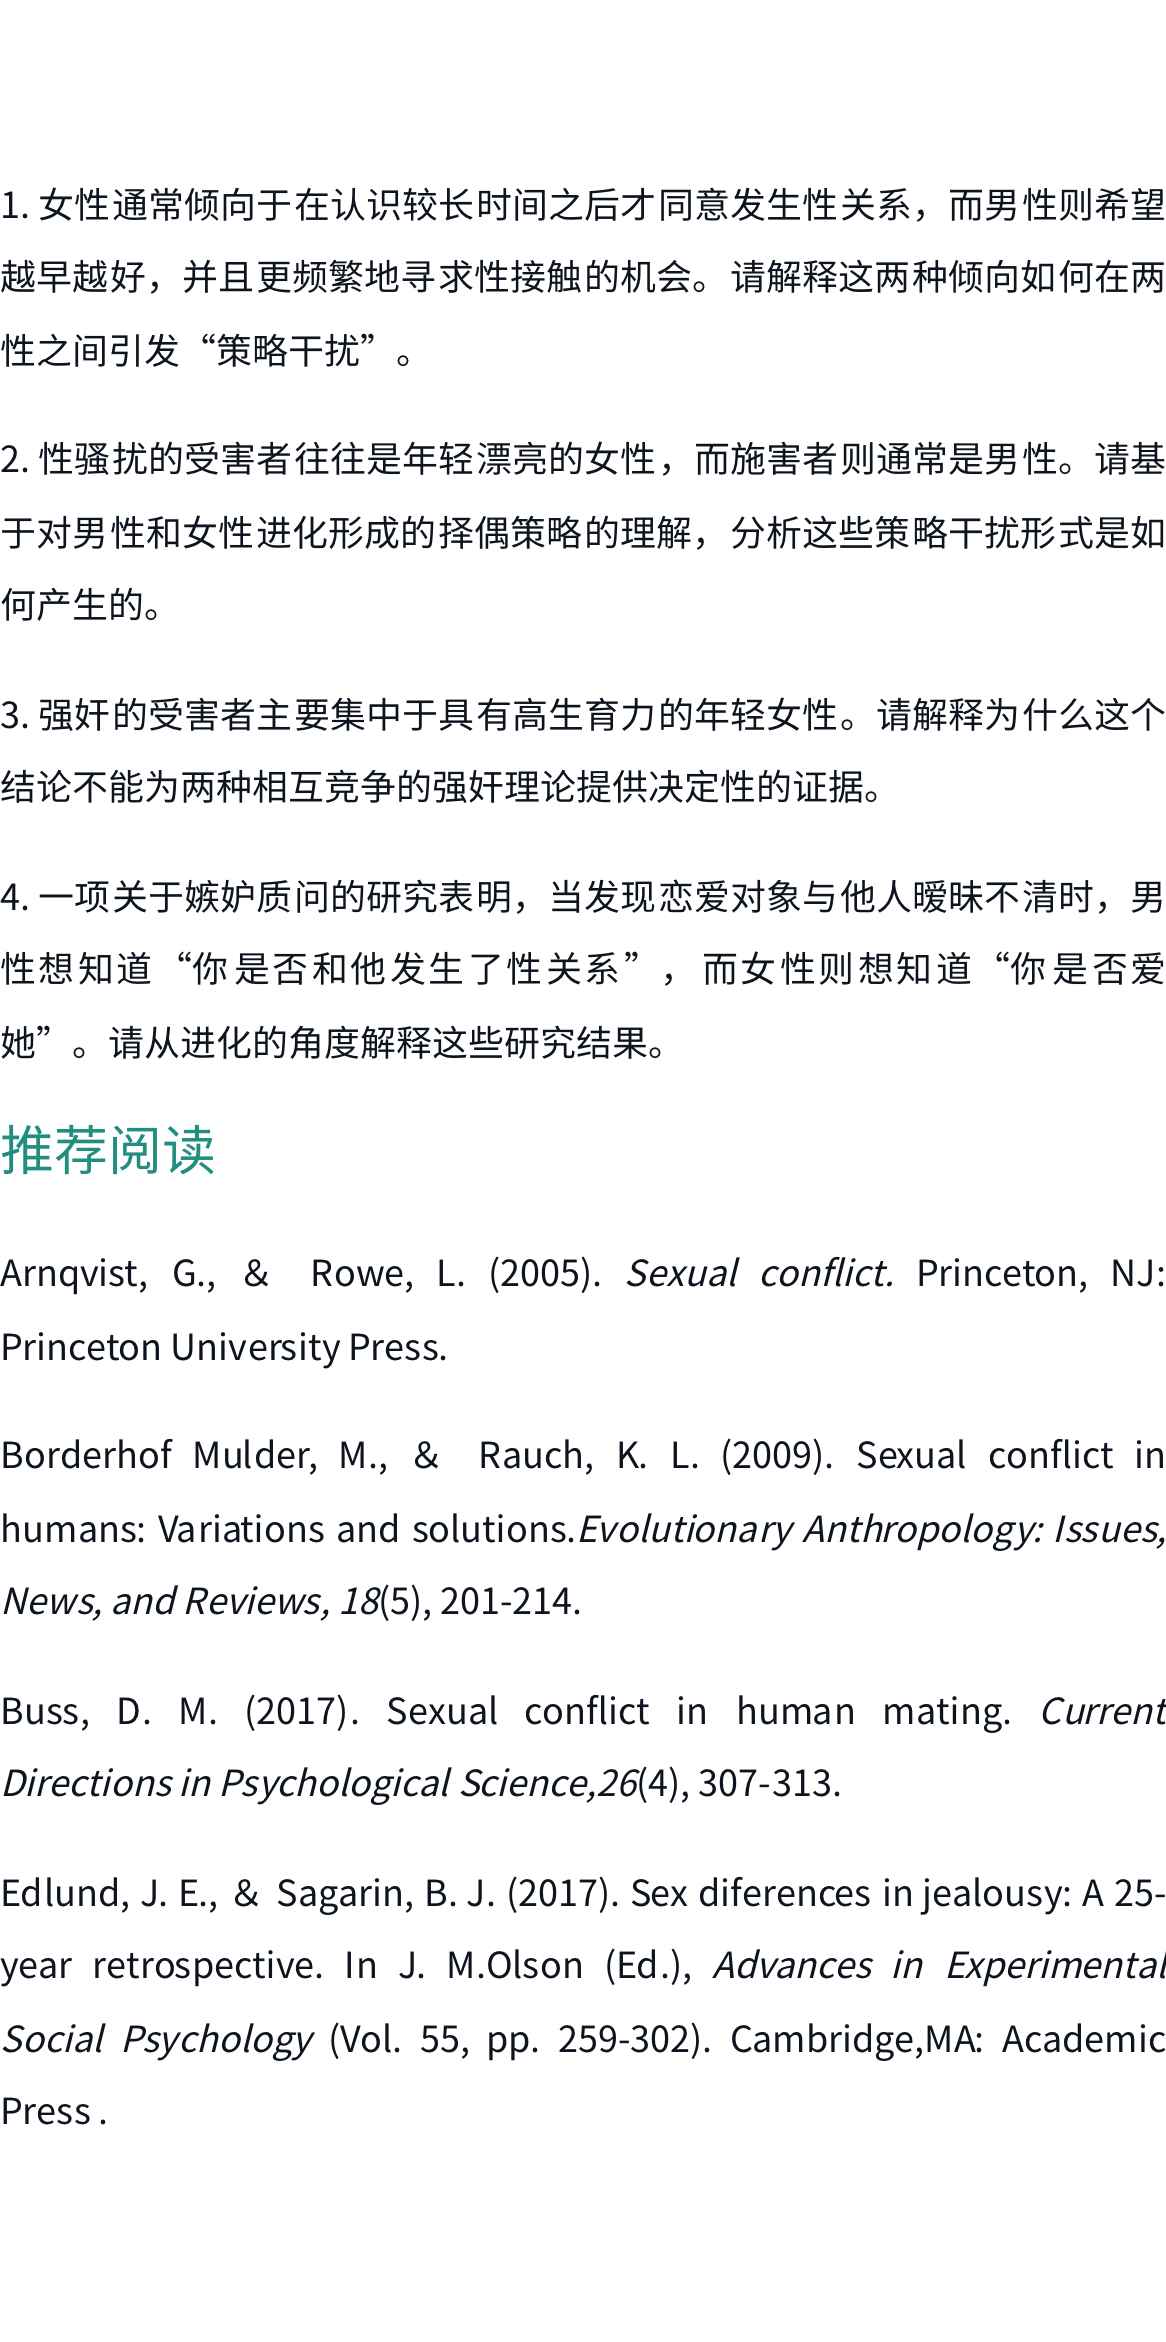 1. 女性通常倾向于在认识较长时间之后才同意发生性关系，而男性则希望
越早越好，并且更频繁地寻求性接触的机会。请解释这两种倾向如何在两
性之间引发“策略干扰”。
2. 性骚扰的受害者往往是年轻漂亮的女性，而施害者则通常是男性。请基
于对男性和女性进化形成的择偶策略的理解，分析这些策略干扰形式是如
何产生的。
3. 强奸的受害者主要集中于具有高生育力的年轻女性。请解释为什么这个
结论不能为两种相互竞争的强奸理论提供决定性的证据。
4. 一项关于嫉妒质问的研究表明，当发现恋爱对象与他人暧昧不清时，男
性想知道“你是否和他发生了性关系”，而女性则想知道“你是否爱
她”。请从进化的角度解释这些研究结果。
推荐阅读
Arnqvist, G., & Rowe, L. (2005). Sexual conflict. Princeton, NJ:
Princeton University Press.
Borderhof Mulder, M., & Rauch, K. L. (2009). Sexual conflict in
humans: Variations and solutions.Evolutionary Anthropology: Issues,
News, and Reviews, 18(5), 201-214.
Buss, D. M. (2017). Sexual conflict in human mating. Current
Directions in Psychological Science,26(4), 307-313.
Edlund, J. E., & Sagarin, B. J. (2017). Sex diferences in jealousy: A 25-
year retrospective. In J. M.Olson (Ed.), Advances in Experimental
Social Psychology (Vol. 55, pp. 259-302). Cambridge,MA: Academic
Press .